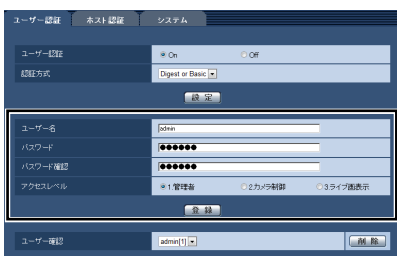 ユーザー認証 ホスト認証 システム
ユーザー認証 On Off
認証方式 Digest or Basic
設定
ユーザー名 admin
パスワード ●●●●●●
パスワード確認 ●●●●●●
アクセスレベル 1.管理者 2.カメラ制御 3.ライブ画表示
登録
ユーザー確認 admin[1] 削除